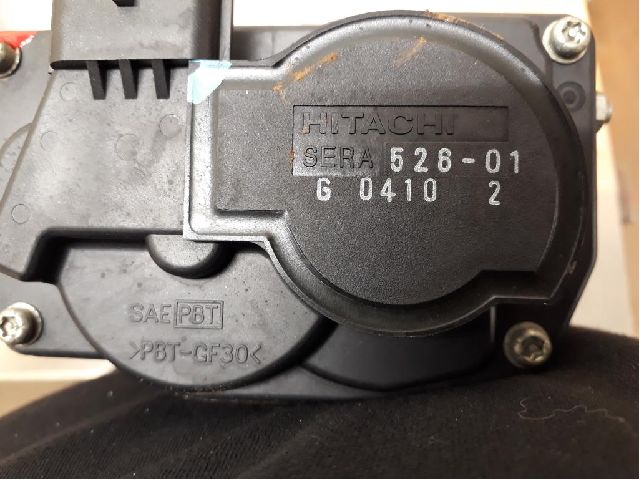 HITACHI
SERA 526-01
G 0410 2
SAE PBT
>PBT-GF30<